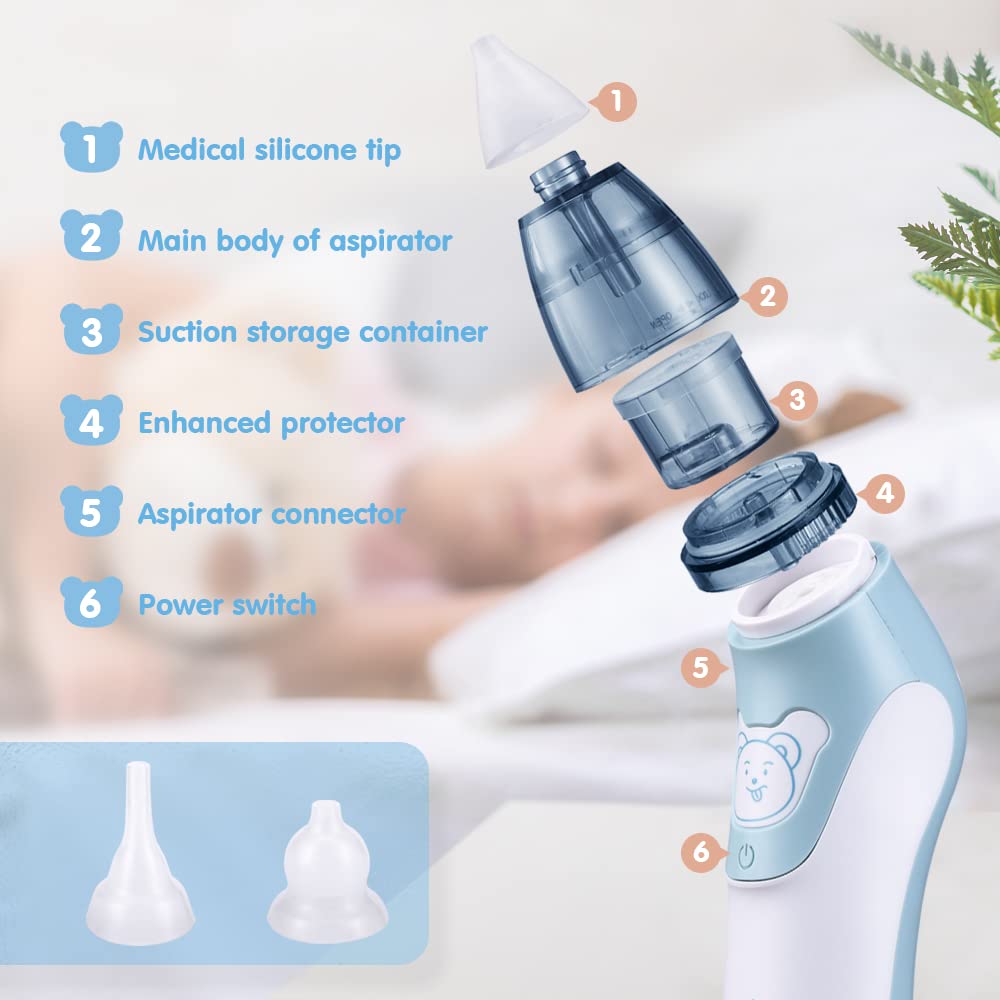 1 Medical silicone tip
2 Main body of aspirator
3 Suction storage container
4 Enhanced protector
5 Aspirator connector
6 Power switch
1
2
OPEN
3
4
5
6